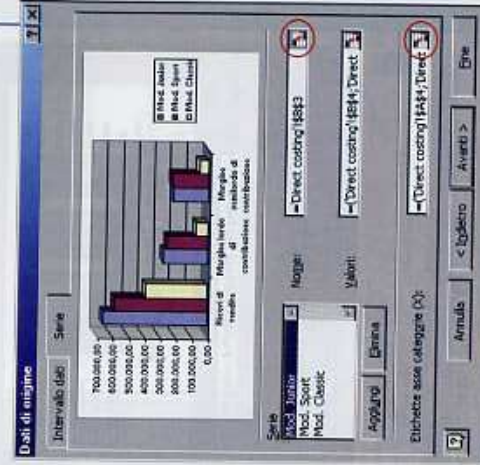 Dati di origine
Intervallo dati
Serie
700.000,00
600.000,00
500.000,00
400.000,00
300.000,00
200.000,00
100.000,00
0,00
Ricavi di vendita
Margine lordo di contribuzione
Margine semilordo di contribuzione
Mod. Junior
Mod. Sport
Mod. Classic
Serie
Mod. Junior
Mod. Sport
Mod. Classic
Aggiungi
Elimina
Nome:
='Direct costing'!$B$3
Valori:
=('Direct costing'!$B$4;'Direct
Etichette asse categorie (X):
=('Direct costing'!$A$4;'Direct
Annulla
< Indietro
Avanti >
Fine